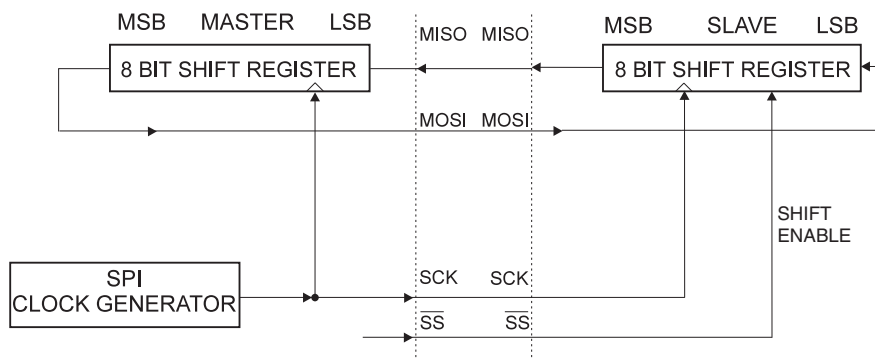 MSB MASTER LSB
MSB SLAVE LSB
MISO MISO
8 BIT SHIFT REGISTER
8 BIT SHIFT REGISTER
MOSI MOSI
SHIFT
ENABLE
SPI
CLOCK GENERATOR
SCK SCK
SS SS